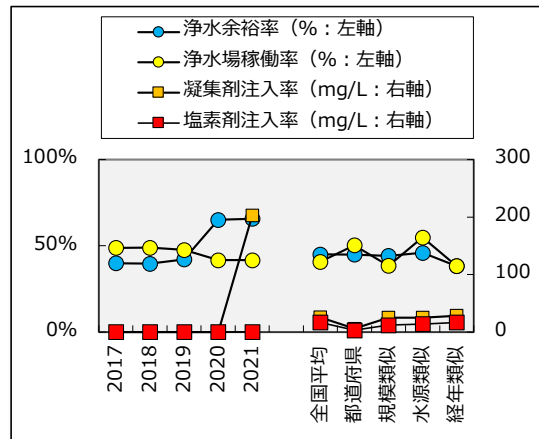 浄水余裕率（%：左軸）
浄水場稼働率（%：左軸）
凝集剤注入率（mg/L：右軸）
塩素剤注入率（mg/L：右軸）
100%
50%
0%
300
200
100
0
2017
2018
2019
2020
2021
全国平均
都道府県
規模類似
水源類似
経年類似